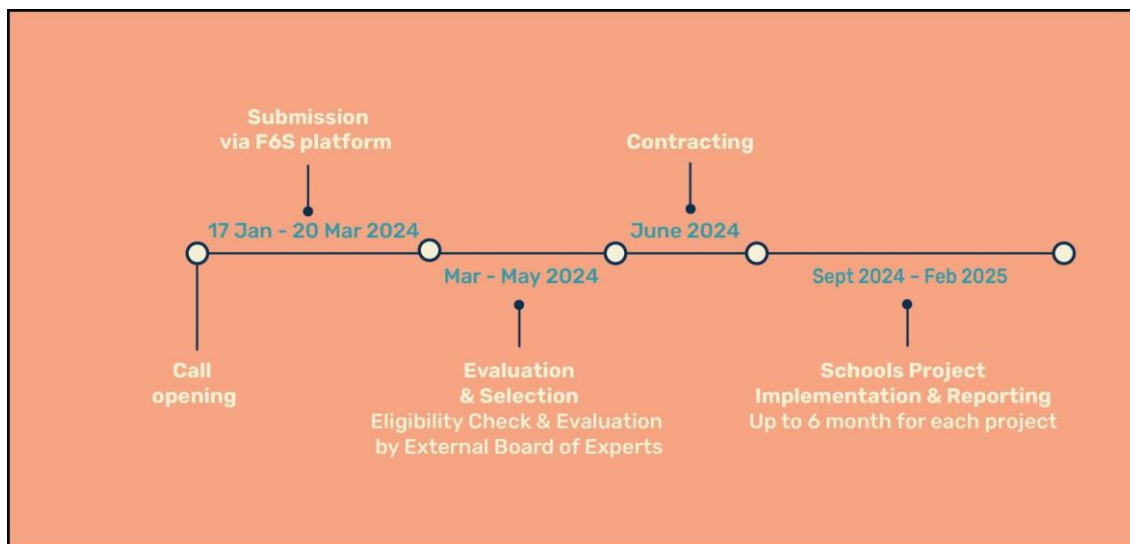 Submission
via F6S platform
Contracting
17 Jan - 20 Mar 2024
June 2024
Mar - May 2024
Sept 2024 - Feb 2025
Call
opening
Evaluation
& Selection
Eligibility Check & Evaluation
by External Board of Experts
Schools Project
Implementation & Reporting
Up to 6 month for each project